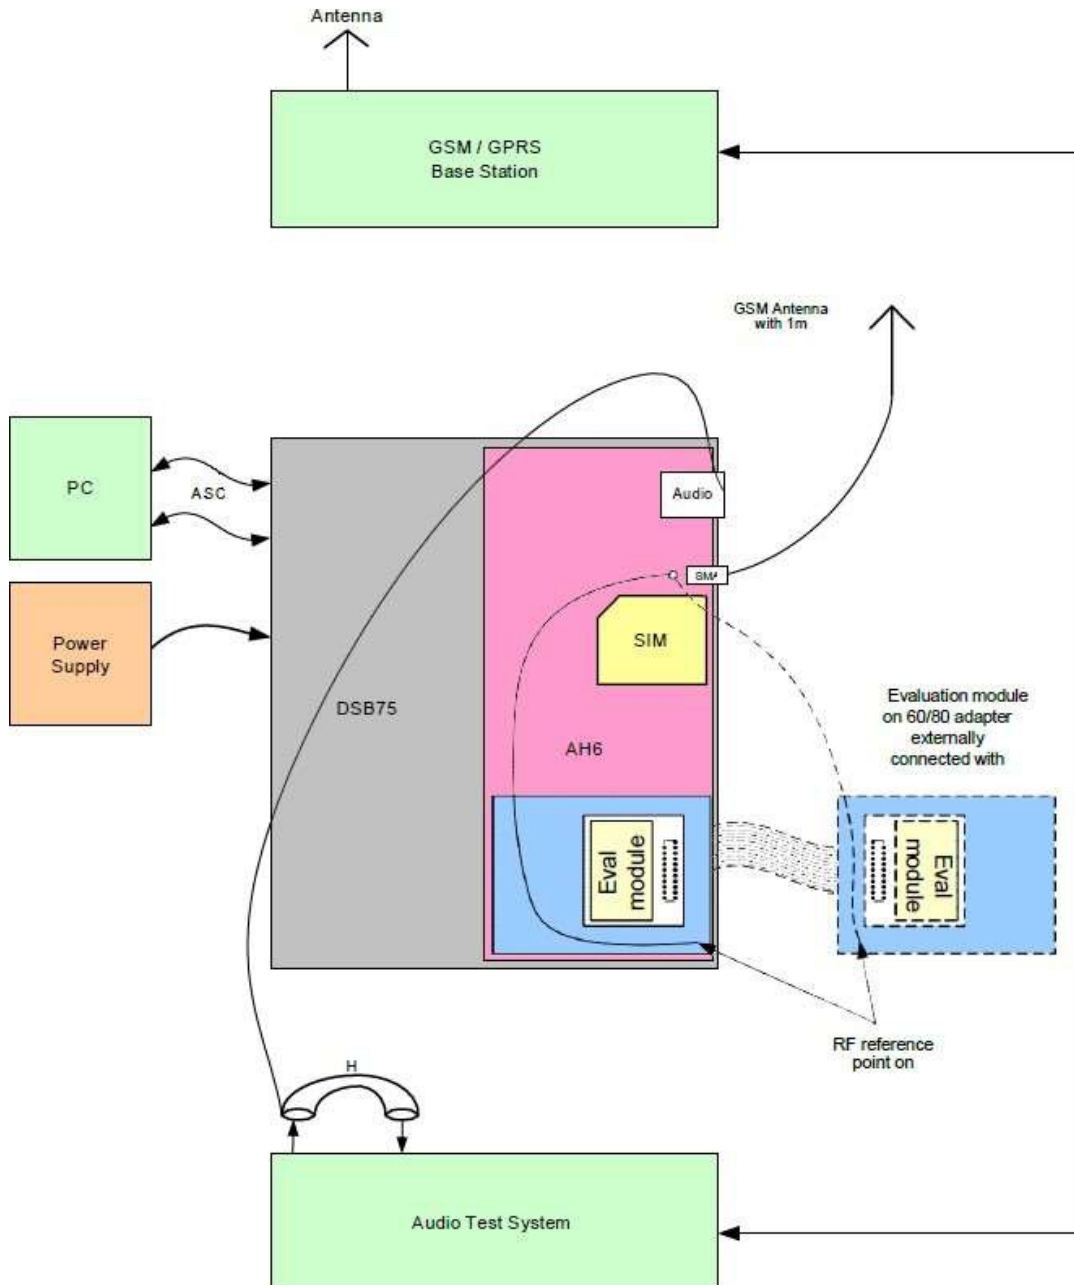 Antenna
GSM / GPRS
Base Station
GSM Antenna
with 1m
PC
ASC
Audio
SMA
SIM
Power
Supply
DSB75
AH6
Evaluation module
on 60/80 adapter
externally
connected with
Eval
module
Eval
module
RF reference
point on
H
Audio Test System